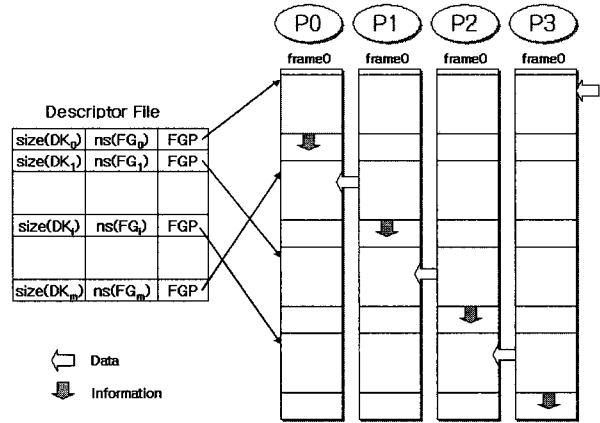 P0 P1 P2 P3
frame0 frame0 frame0 frame0
Descriptor File
size(DK₀) ns(FG₀) FGP
size(DK₁) ns(FG₁) FGP
size(DKᵢ) ns(FGᵢ) FGP
size(DKₘ) ns(FGₘ) FGP
Data
Information